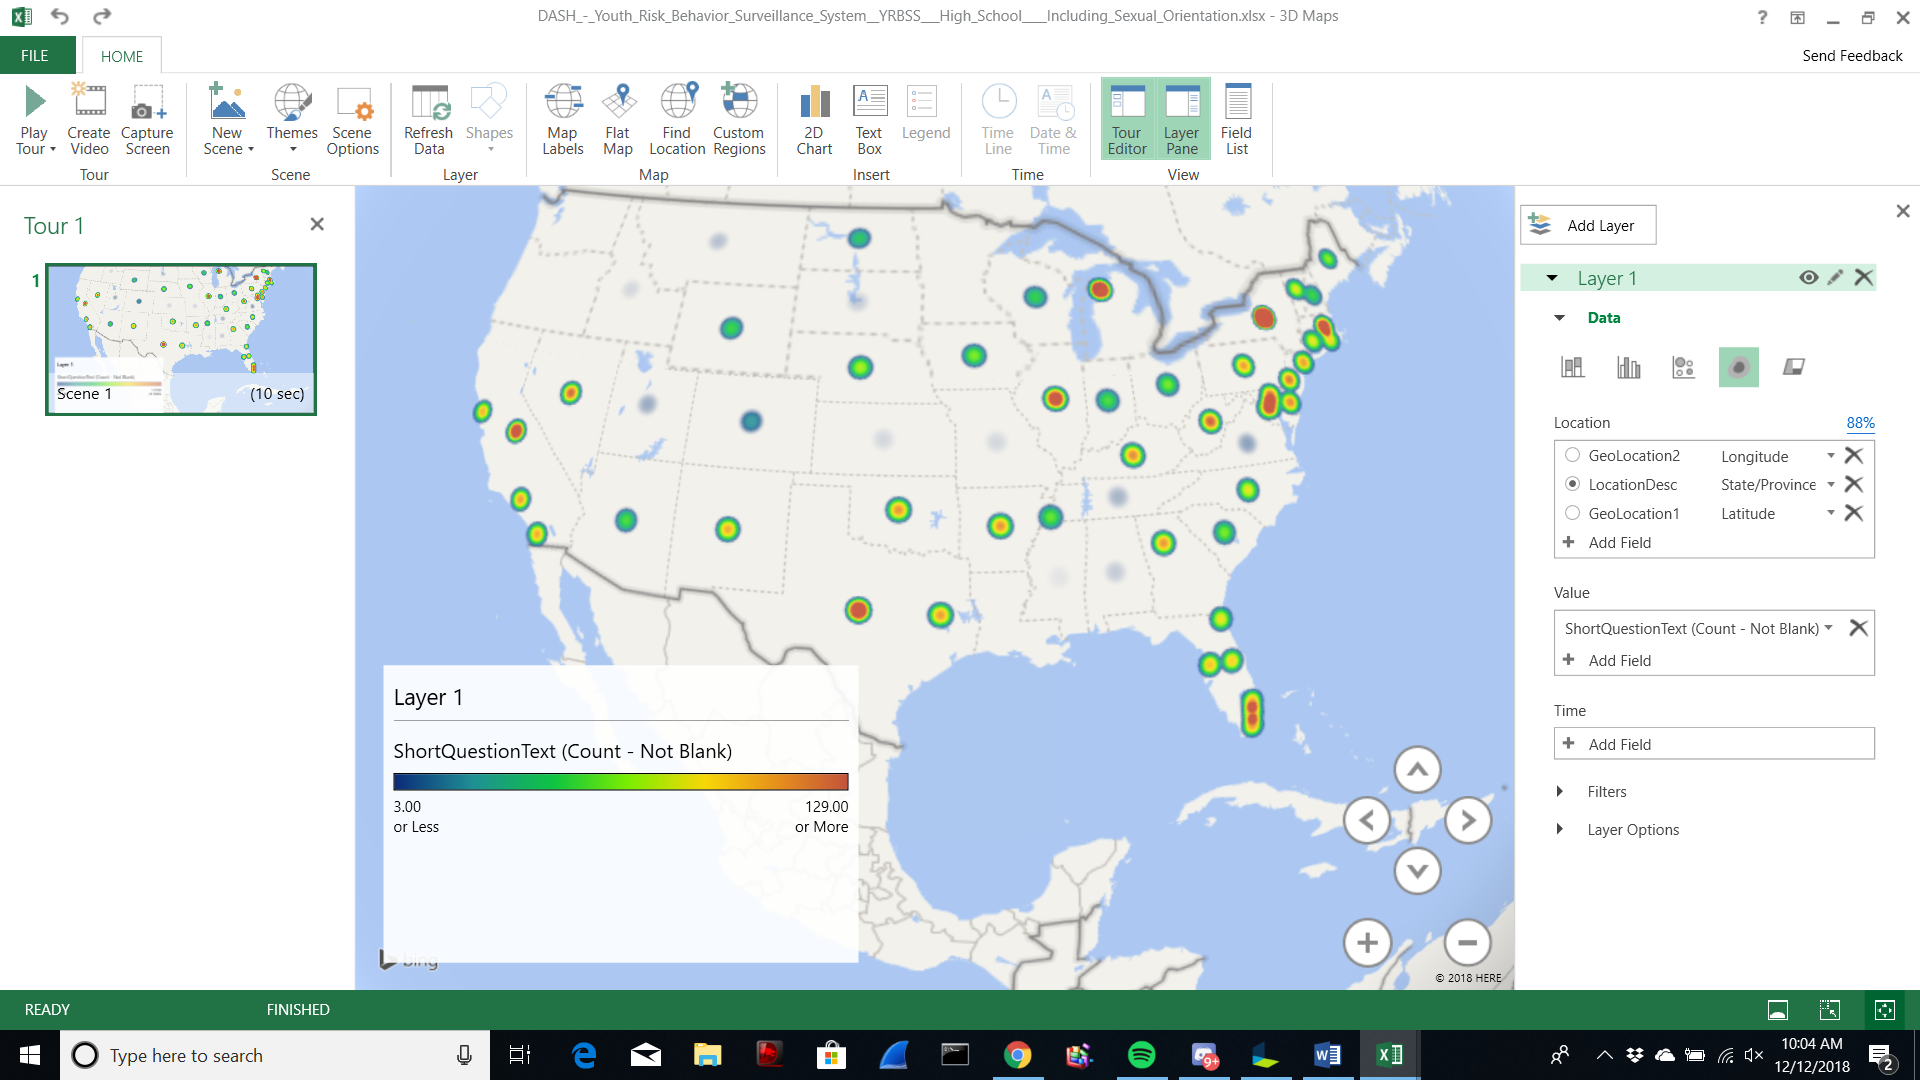 DASH_-_Youth_Risk_Behavior_Surveillance_System__YRBSS___High_School___Including_Sexual_Orientation.xlsx - 3D Maps
?
FILE
HOME
Send Feedback
Play Tour
Create Video
Capture Screen
New Scene
Themes
Scene Options
Refresh Data
Shapes
Map Labels
Flat Map
Find Location
Custom Regions
2D Chart
Text Box
Legend
Time Line
Date & Time
Tour Editor
Layer Pane
Field List
Tour
Scene
Layer
Map
Insert
Time
View
Tour 1
1
Layer 1
Scene 1
(10 sec)
Layer 1
ShortQuestionText (Count - Not Blank)
3.00 129.00
or Less or More
bing
© 2018 HERE
Add Layer
Layer 1
Data
Location 88%
GeoLocation2 Longitude
LocationDesc State/Province
GeoLocation1 Latitude
Add Field
Value
ShortQuestionText (Count - Not Blank)
Add Field
Time
Add Field
Filters
Layer Options
READY FINISHED
Type here to search
9+
10:04 AM
12/12/2018
2